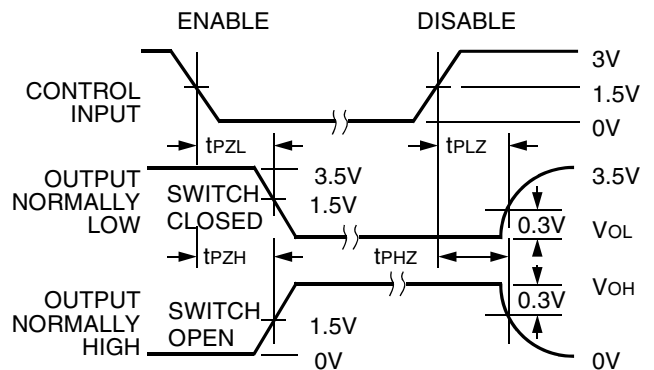 ENABLE DISABLE
3V
CONTROL INPUT
1.5V
0V
tPZL tPLZ
OUTPUT NORMALLY LOW
SWITCH CLOSED
3.5V
1.5V
3.5V
0.3V
VOL
tPZH tPHZ
OUTPUT NORMALLY HIGH
SWITCH OPEN
1.5V
0V
VOH
0.3V
0V